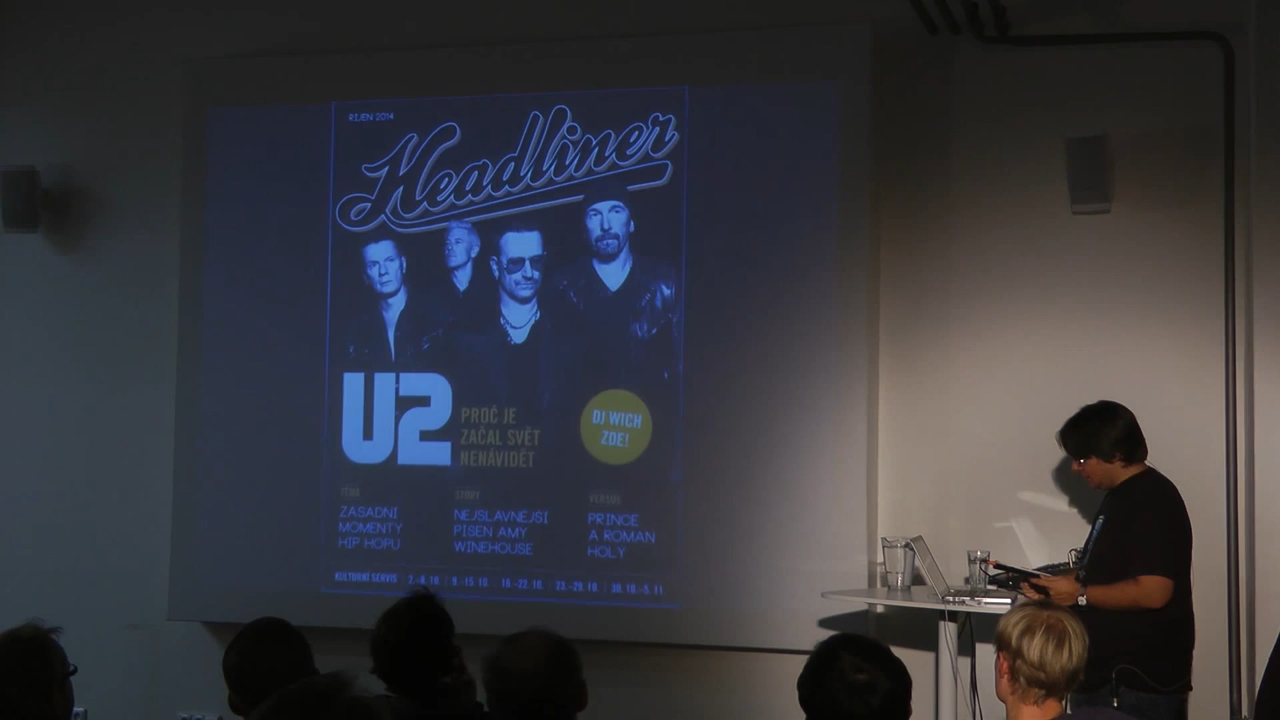 ŘÍJEN 2014
Headliner
U2
PROČ JE
ZAČAL SVĚT
NENÁVIDĚT
DJ WICH
ZDE!
TÉMA
ZÁSADNÍ
MOMENTY
HIP HOPU
STORY
NEJSLAVNĚJŠÍ
PÍSEŇ AMY
WINEHOUSE
VERSUS
PRINCE
A ROMAN
HOLÝ
KULTURNÍ SERVIS 2.–8. 10. | 9.–15. 10. | 16.–22. 10. | 23.–29. 10. | 30. 10.–5. 11.